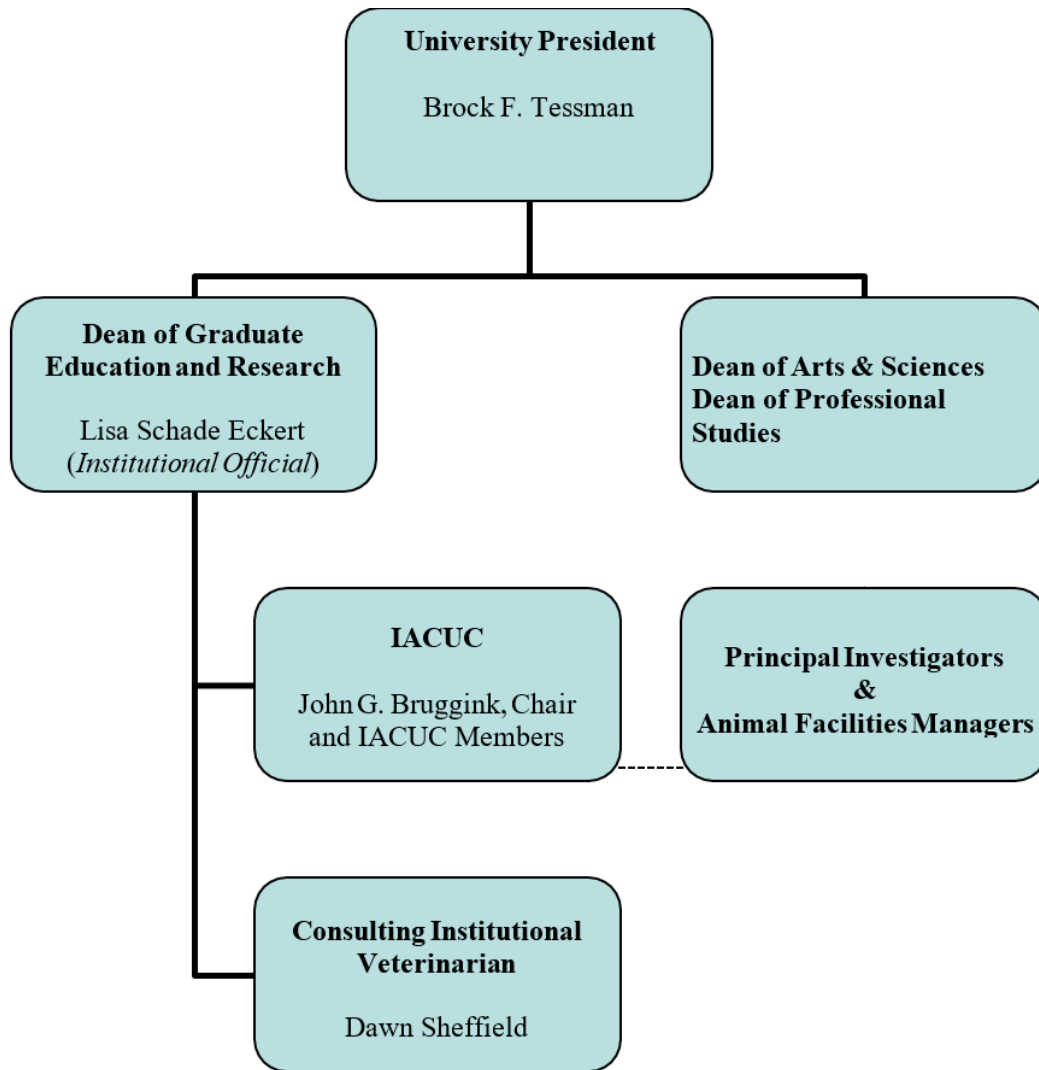 University President
Brock F. Tessman
Dean of Graduate
Education and Research
Lisa Schade Eckert
(Institutional Official)
Dean of Arts & Sciences
Dean of Professional
Studies
IACUC
John G. Bruggink, Chair
and IACUC Members
Principal Investigators
&
Animal Facilities Managers
Consulting Institutional
Veterinarian
Dawn Sheffield